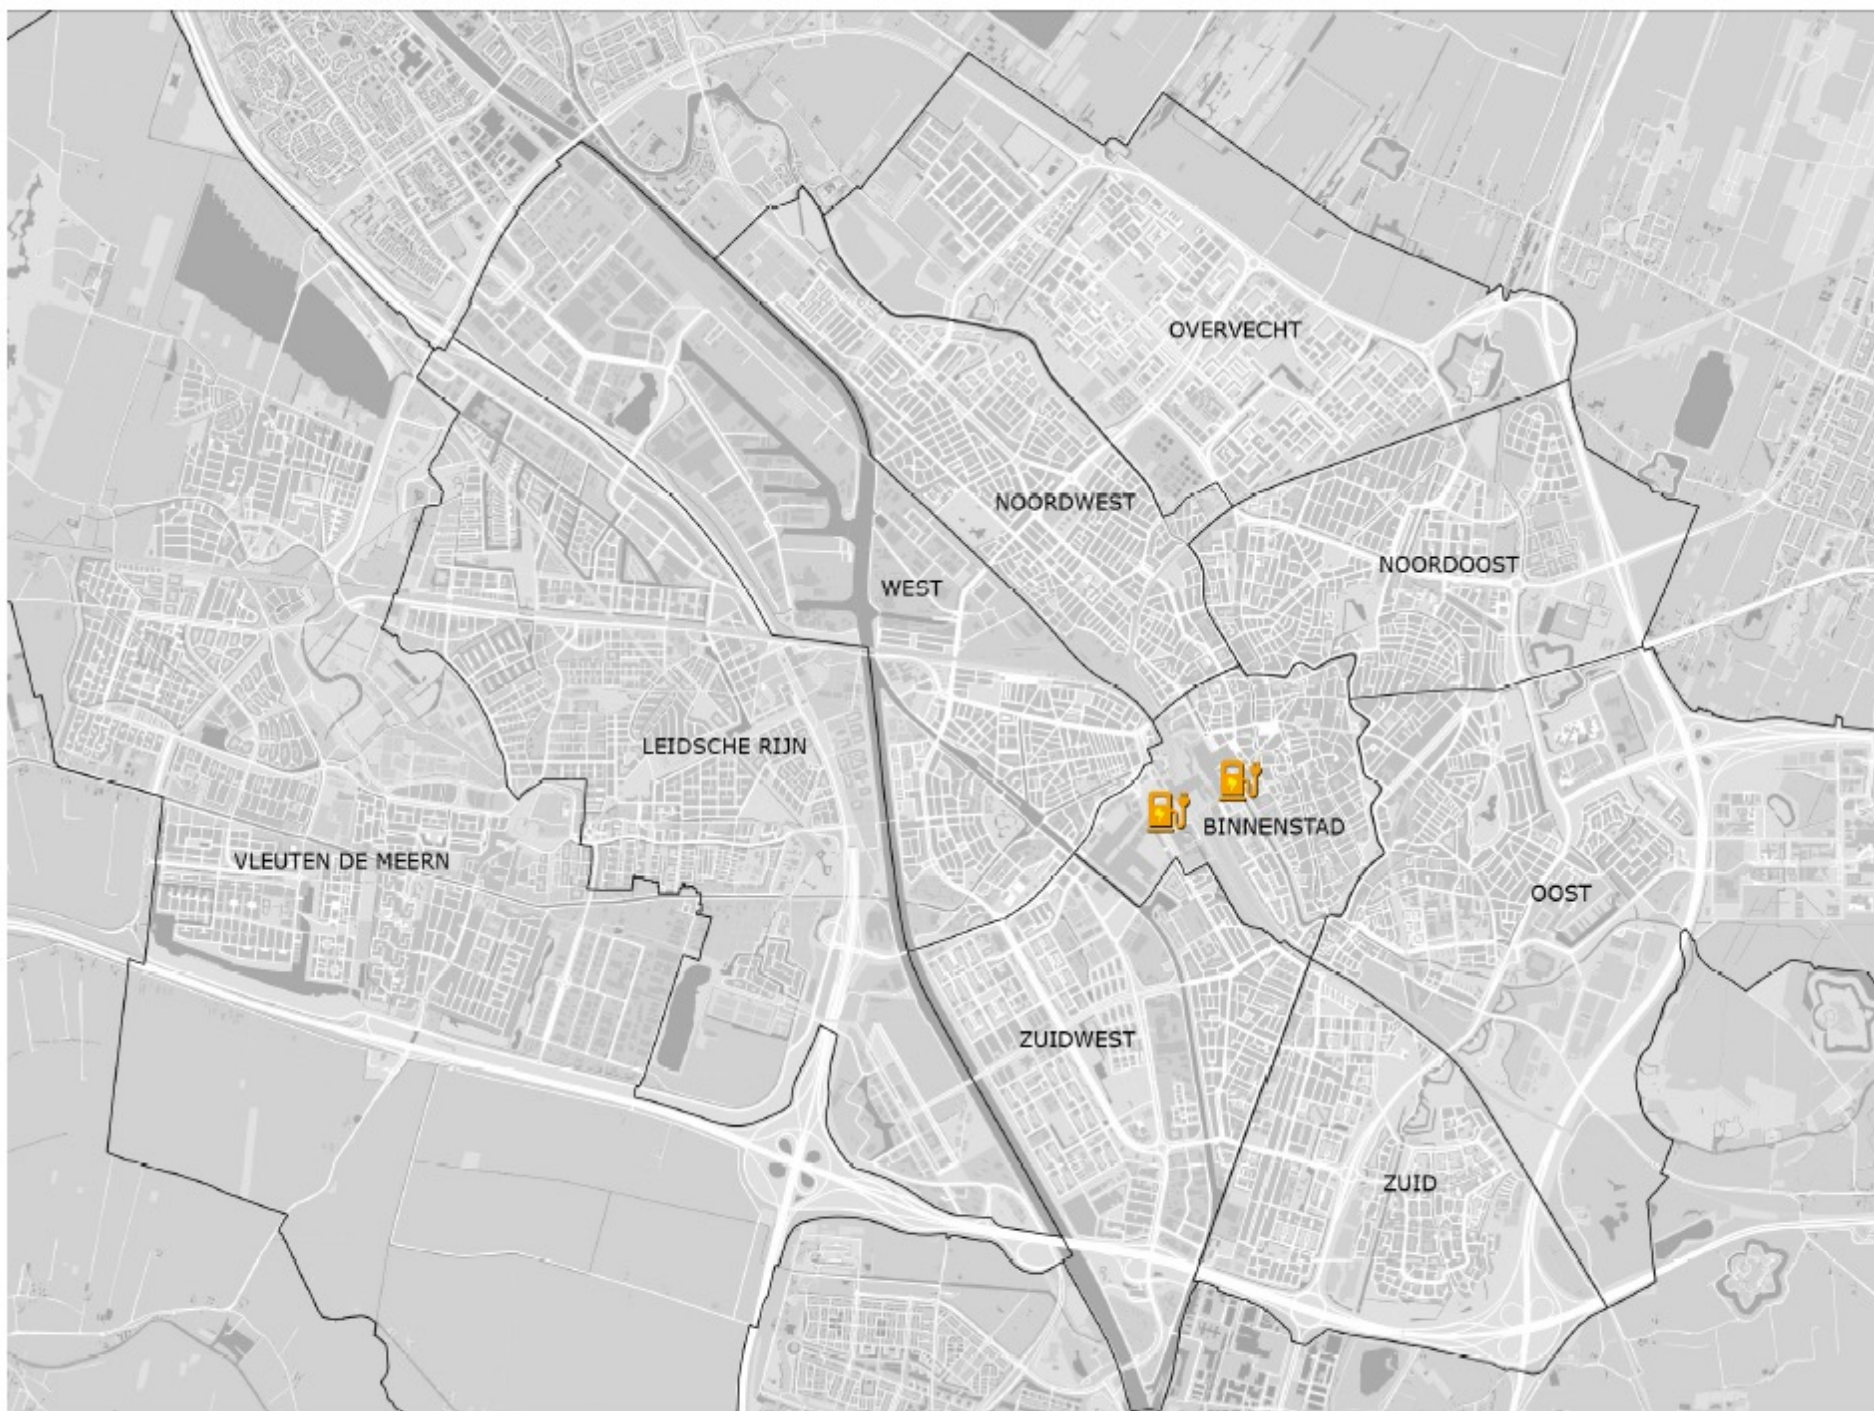 OVERVECHT
NOORDWEST
NOORDOOST
WEST
LEIDSCHE RIJN
BINNENSTAD
VLEUTEN DE MEERN
OOST
ZUIDWEST
ZUID